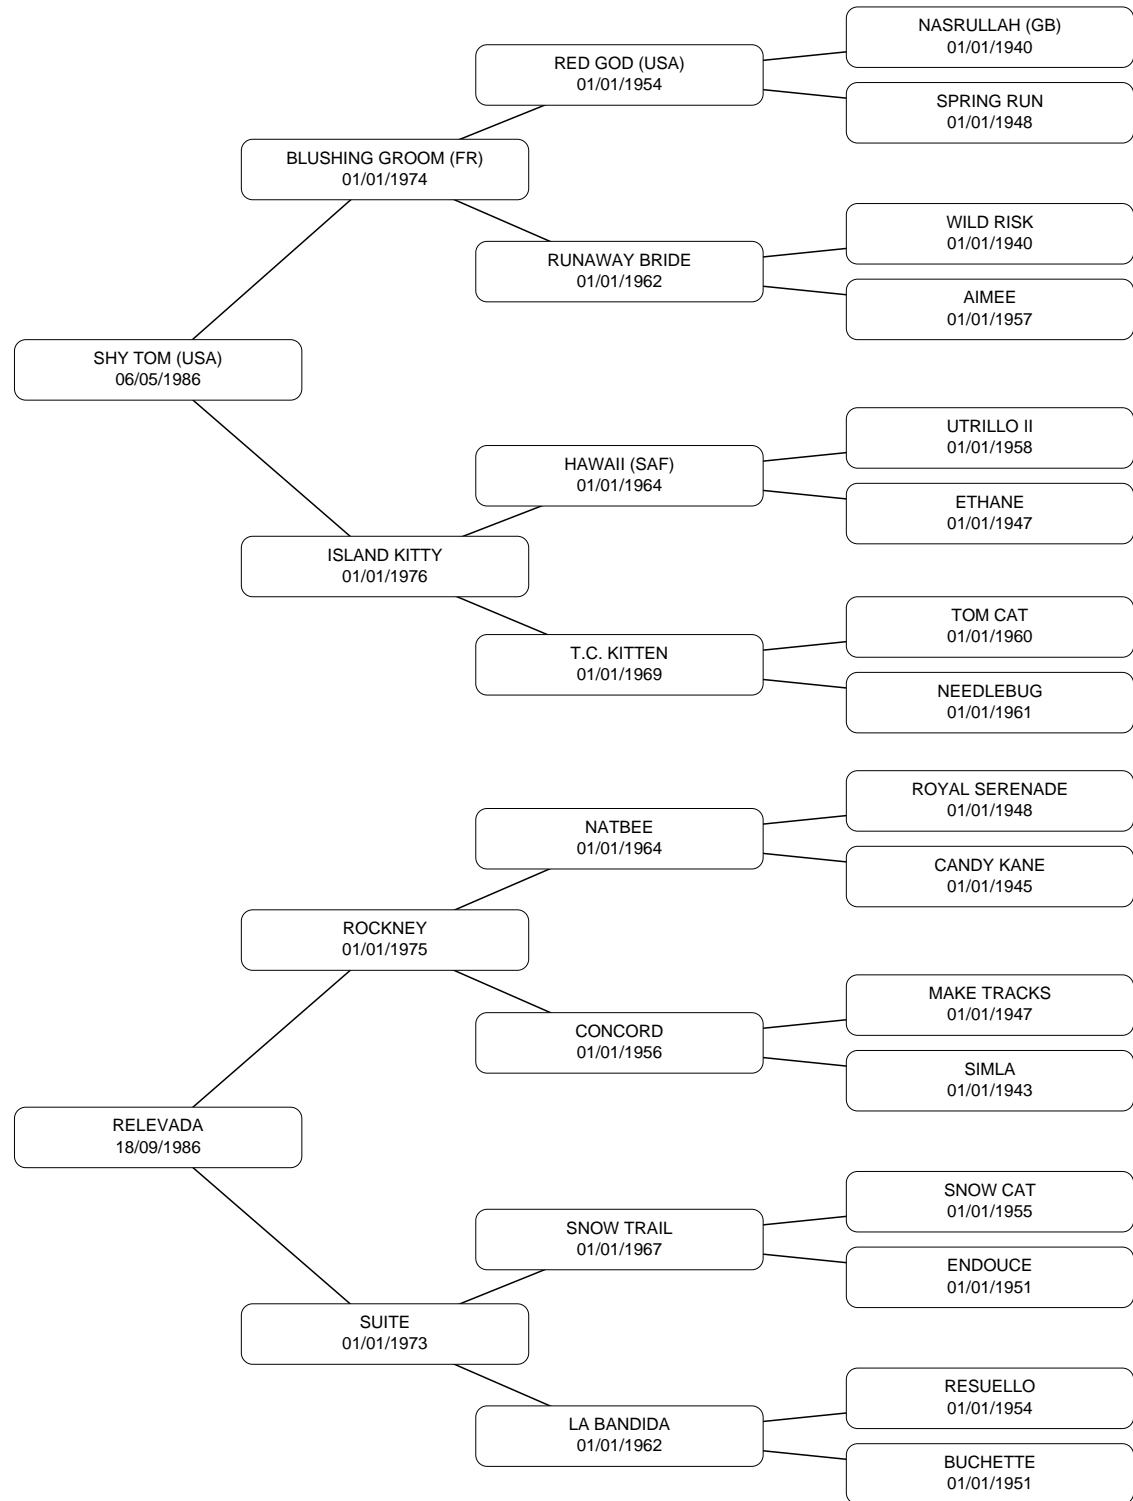 NASRULLAH (GB)
01/01/1940
RED GOD (USA)
01/01/1954
SPRING RUN
01/01/1948
BLUSHING GROOM (FR)
01/01/1974
WILD RISK
01/01/1940
RUNAWAY BRIDE
01/01/1962
AIMEE
01/01/1957
SHY TOM (USA)
06/05/1986
UTRILLO II
01/01/1958
HAWAII (SAF)
01/01/1964
ETHANE
01/01/1947
ISLAND KITTY
01/01/1976
TOM CAT
01/01/1960
T.C. KITTEN
01/01/1969
NEEDLEBUG
01/01/1961
ROYAL SERENADE
01/01/1948
NATBEE
01/01/1964
CANDY KANE
01/01/1945
ROCKNEY
01/01/1975
MAKE TRACKS
01/01/1947
CONCORD
01/01/1956
SIMLA
01/01/1943
RELEVADA
18/09/1986
SNOW CAT
01/01/1955
SNOW TRAIL
01/01/1967
ENDOUCE
01/01/1951
SUITE
01/01/1973
RESUELLO
01/01/1954
LA BANDIDA
01/01/1962
BUCHETTE
01/01/1951